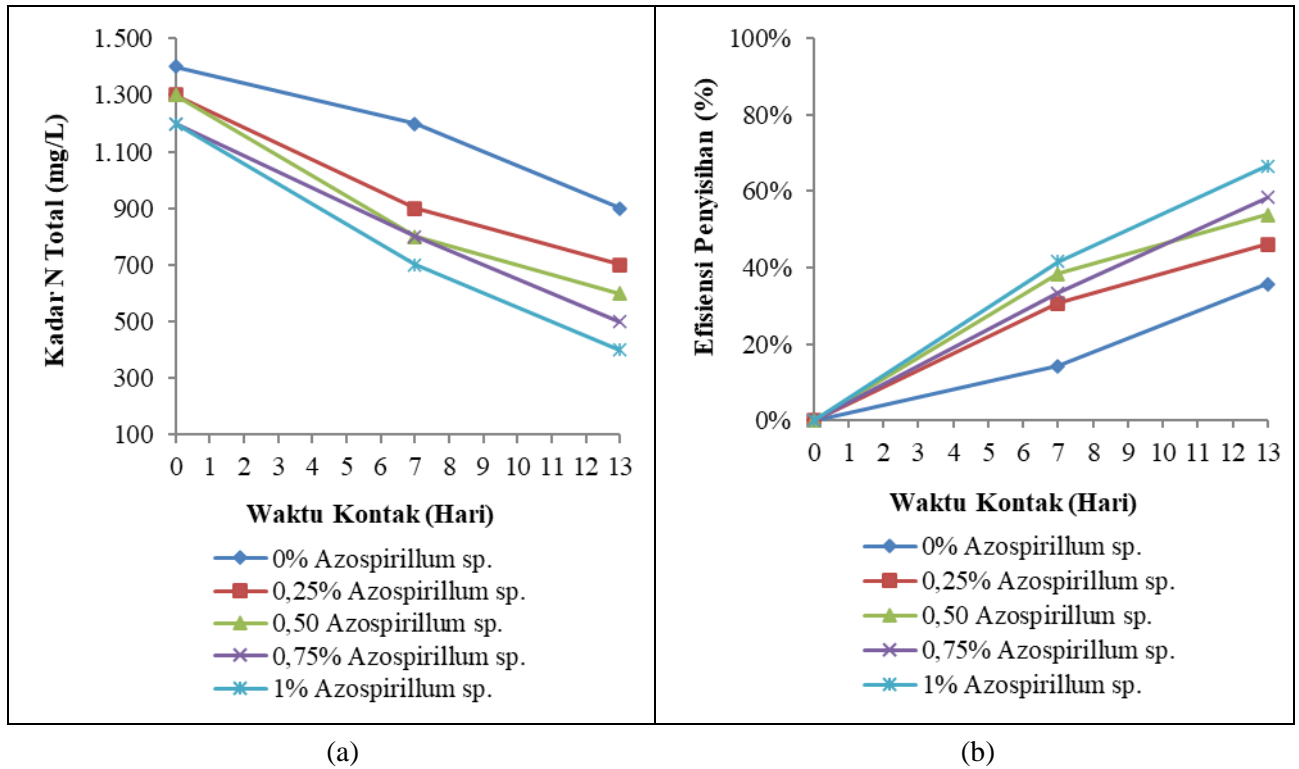 1.500
1.300
1.100
900
700
500
300
100
Kadar N Total (mg/L)
0 1 2 3 4 5 6 7 8 9 10 11 12 13
Waktu Kontak (Hari)
0% Azospirillum sp.
0,25% Azospirillum sp.
0,50 Azospirillum sp.
0,75% Azospirillum sp.
1% Azospirillum sp.
(a)
100%
80%
60%
40%
20%
0%
Efisiensi Penyisihan (%)
0 1 2 3 4 5 6 7 8 9 10 11 12 13
Waktu Kontak (Hari)
0% Azospirillum sp.
0,25% Azospirillum sp.
0,50 Azospirillum sp.
0,75% Azospirillum sp.
1% Azospirillum sp.
(b)